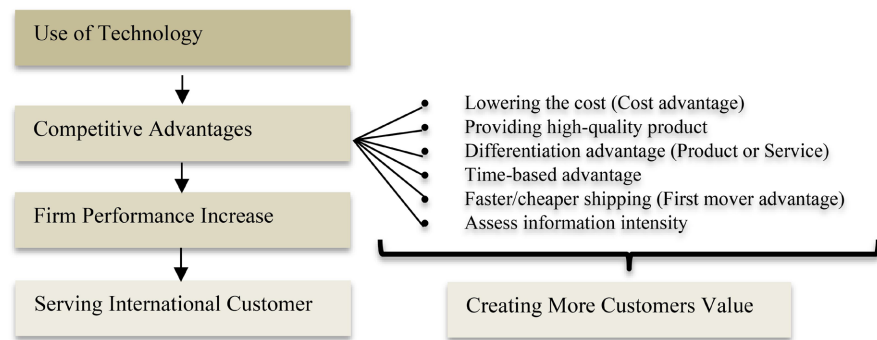 Use of Technology
Competitive Advantages
Firm Performance Increase
Serving International Customer
• Lowering the cost (Cost advantage)
• Providing high-quality product
• Differentiation advantage (Product or Service)
• Time-based advantage
• Faster/cheaper shipping (First mover advantage)
• Assess information intensity
Creating More Customers Value